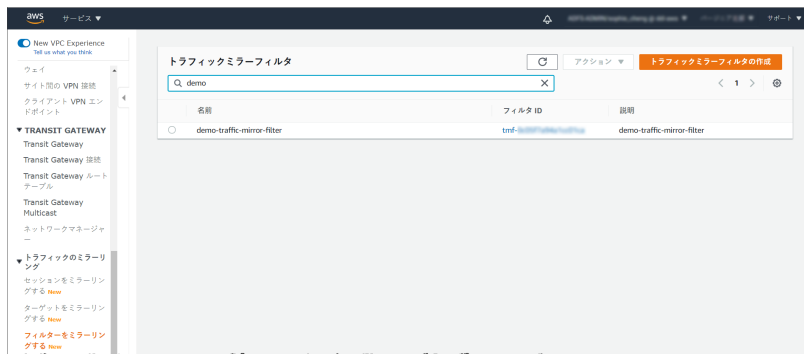 aws サービス ▼
サポート ▼
New VPC Experience
Tell us what you think
ウェイ
サイト間の VPN 接続
クライアント VPN エン
ドポイント
▼ TRANSIT GATEWAY
Transit Gateway
Transit Gateway 接続
Transit Gateway ルート
テーブル
Transit Gateway
Multicast
ネットワークマネージャ
ー
▼ トラフィックのミラーリ
ング
セッションをミラーリン
グする New
ターゲットをミラーリン
グする New
フィルターをミラーリン
グする New
トラフィックミラーフィルタ
アクション ▼
トラフィックミラーフィルタの作成
demo
< 1 >
名前 フィルタ ID 説明
demo-traffic-mirror-filter tmf- demo-traffic-mirror-filter